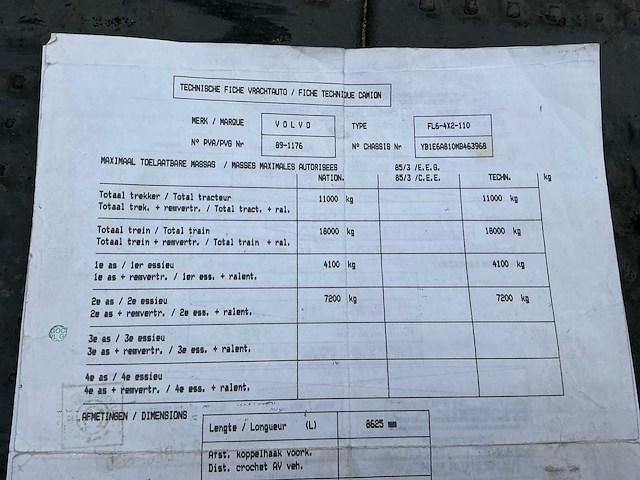 TECHNISCHE FICHE VRACHTAUTO / FICHE TECHNIQUE CAMION
MERK / MARQUE VOLVO TYPE FL6-4X2-110
N° PVA/PVG Nr 89-1176 N° CHASSIS Nr YB1E6A810MB463968
MAXIMAAL TOELAATBARE MASSAS / MASSES MAXIMALES AUTORISEES 85/3 /E.E.G. kg
NATION. 85/3 /C.E.E. TECHN.
Totaal trekker / Total tracteur 11000 kg 11000 kg
Totaal trek. + remvertr. / Total tract. + ral.
Totaal trein / Total train 18000 kg 18000 kg
Totaal trein + remvertr. / Total train + ral.
1e as / 1er essieu 4100 kg 4100 kg
1e as + remvertr. / 1er ess. + ralent.
2e as / 2e essieu 7200 kg 7200 kg
2e as + remvertr. / 2e ess. + ralent.
3e as / 3e essieu
3e as + remvertr. / 3e ess. + ralent.
4e as / 4e essieu
4e as + remvertr. / 4e ess. + ralent.
AFMETINGEN / DIMENSIONS
Lengte / Longueur (L) 8625 mm
Afst. koppelhaak voork.
Dist. crochet AV veh.